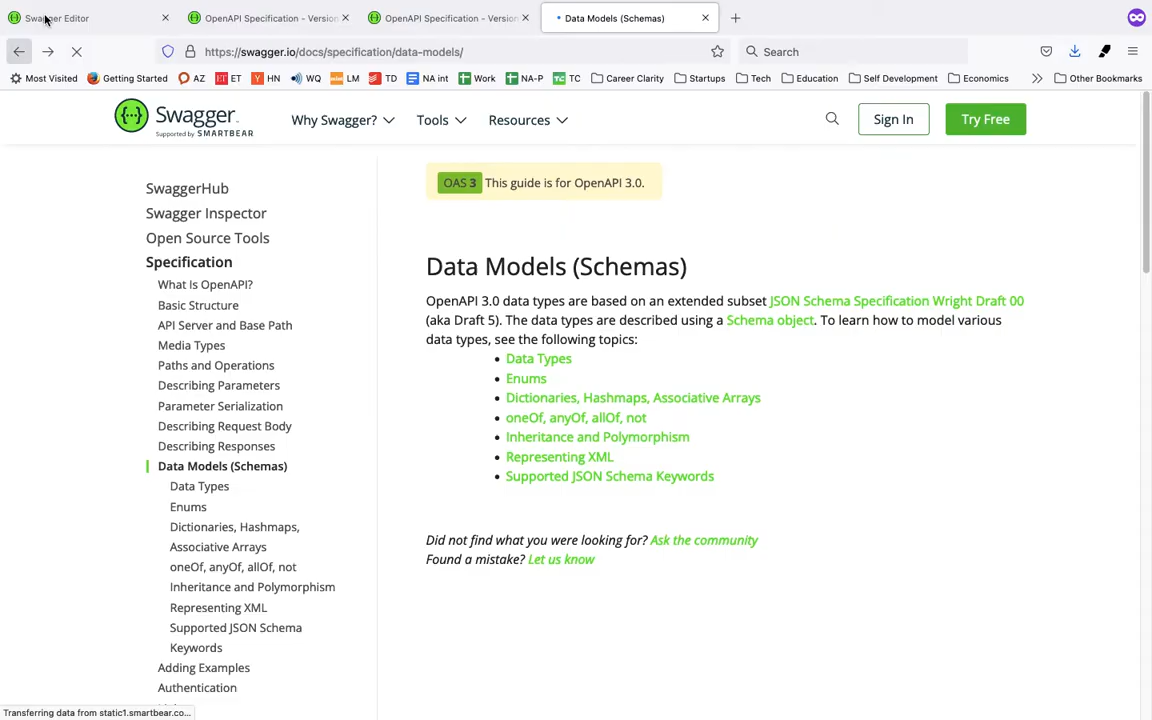 Swagger Editor
OpenAPI Specification - Version
OpenAPI Specification - Version
Data Models (Schemas)
https://swagger.io/docs/specification/data-models/
Search
Most Visited
Getting Started
AZ
ET
HN
WQ
LM
TD
NA int
Work
NA-P
TC
Career Clarity
Startups
Tech
Education
Self Development
Economics
Other Bookmarks
Swagger
Supported by SMARTBEAR
Why Swagger?
Tools
Resources
Sign In
Try Free
SwaggerHub
Swagger Inspector
Open Source Tools
Specification
What Is OpenAPI?
Basic Structure
API Server and Base Path
Media Types
Paths and Operations
Describing Parameters
Parameter Serialization
Describing Request Body
Describing Responses
Data Models (Schemas)
Data Types
Enums
Dictionaries, Hashmaps,
Associative Arrays
oneOf, anyOf, allOf, not
Inheritance and Polymorphism
Representing XML
Supported JSON Schema
Keywords
Adding Examples
Authentication
OAS 3 This guide is for OpenAPI 3.0.
Data Models (Schemas)
OpenAPI 3.0 data types are based on an extended subset JSON Schema Specification Wright Draft 00
(aka Draft 5). The data types are described using a Schema object. To learn how to model various
data types, see the following topics:
• Data Types
• Enums
• Dictionaries, Hashmaps, Associative Arrays
• oneOf, anyOf, allOf, not
• Inheritance and Polymorphism
• Representing XML
• Supported JSON Schema Keywords
Did not find what you were looking for? Ask the community
Found a mistake? Let us know
Transferring data from static1.smartbear.co...